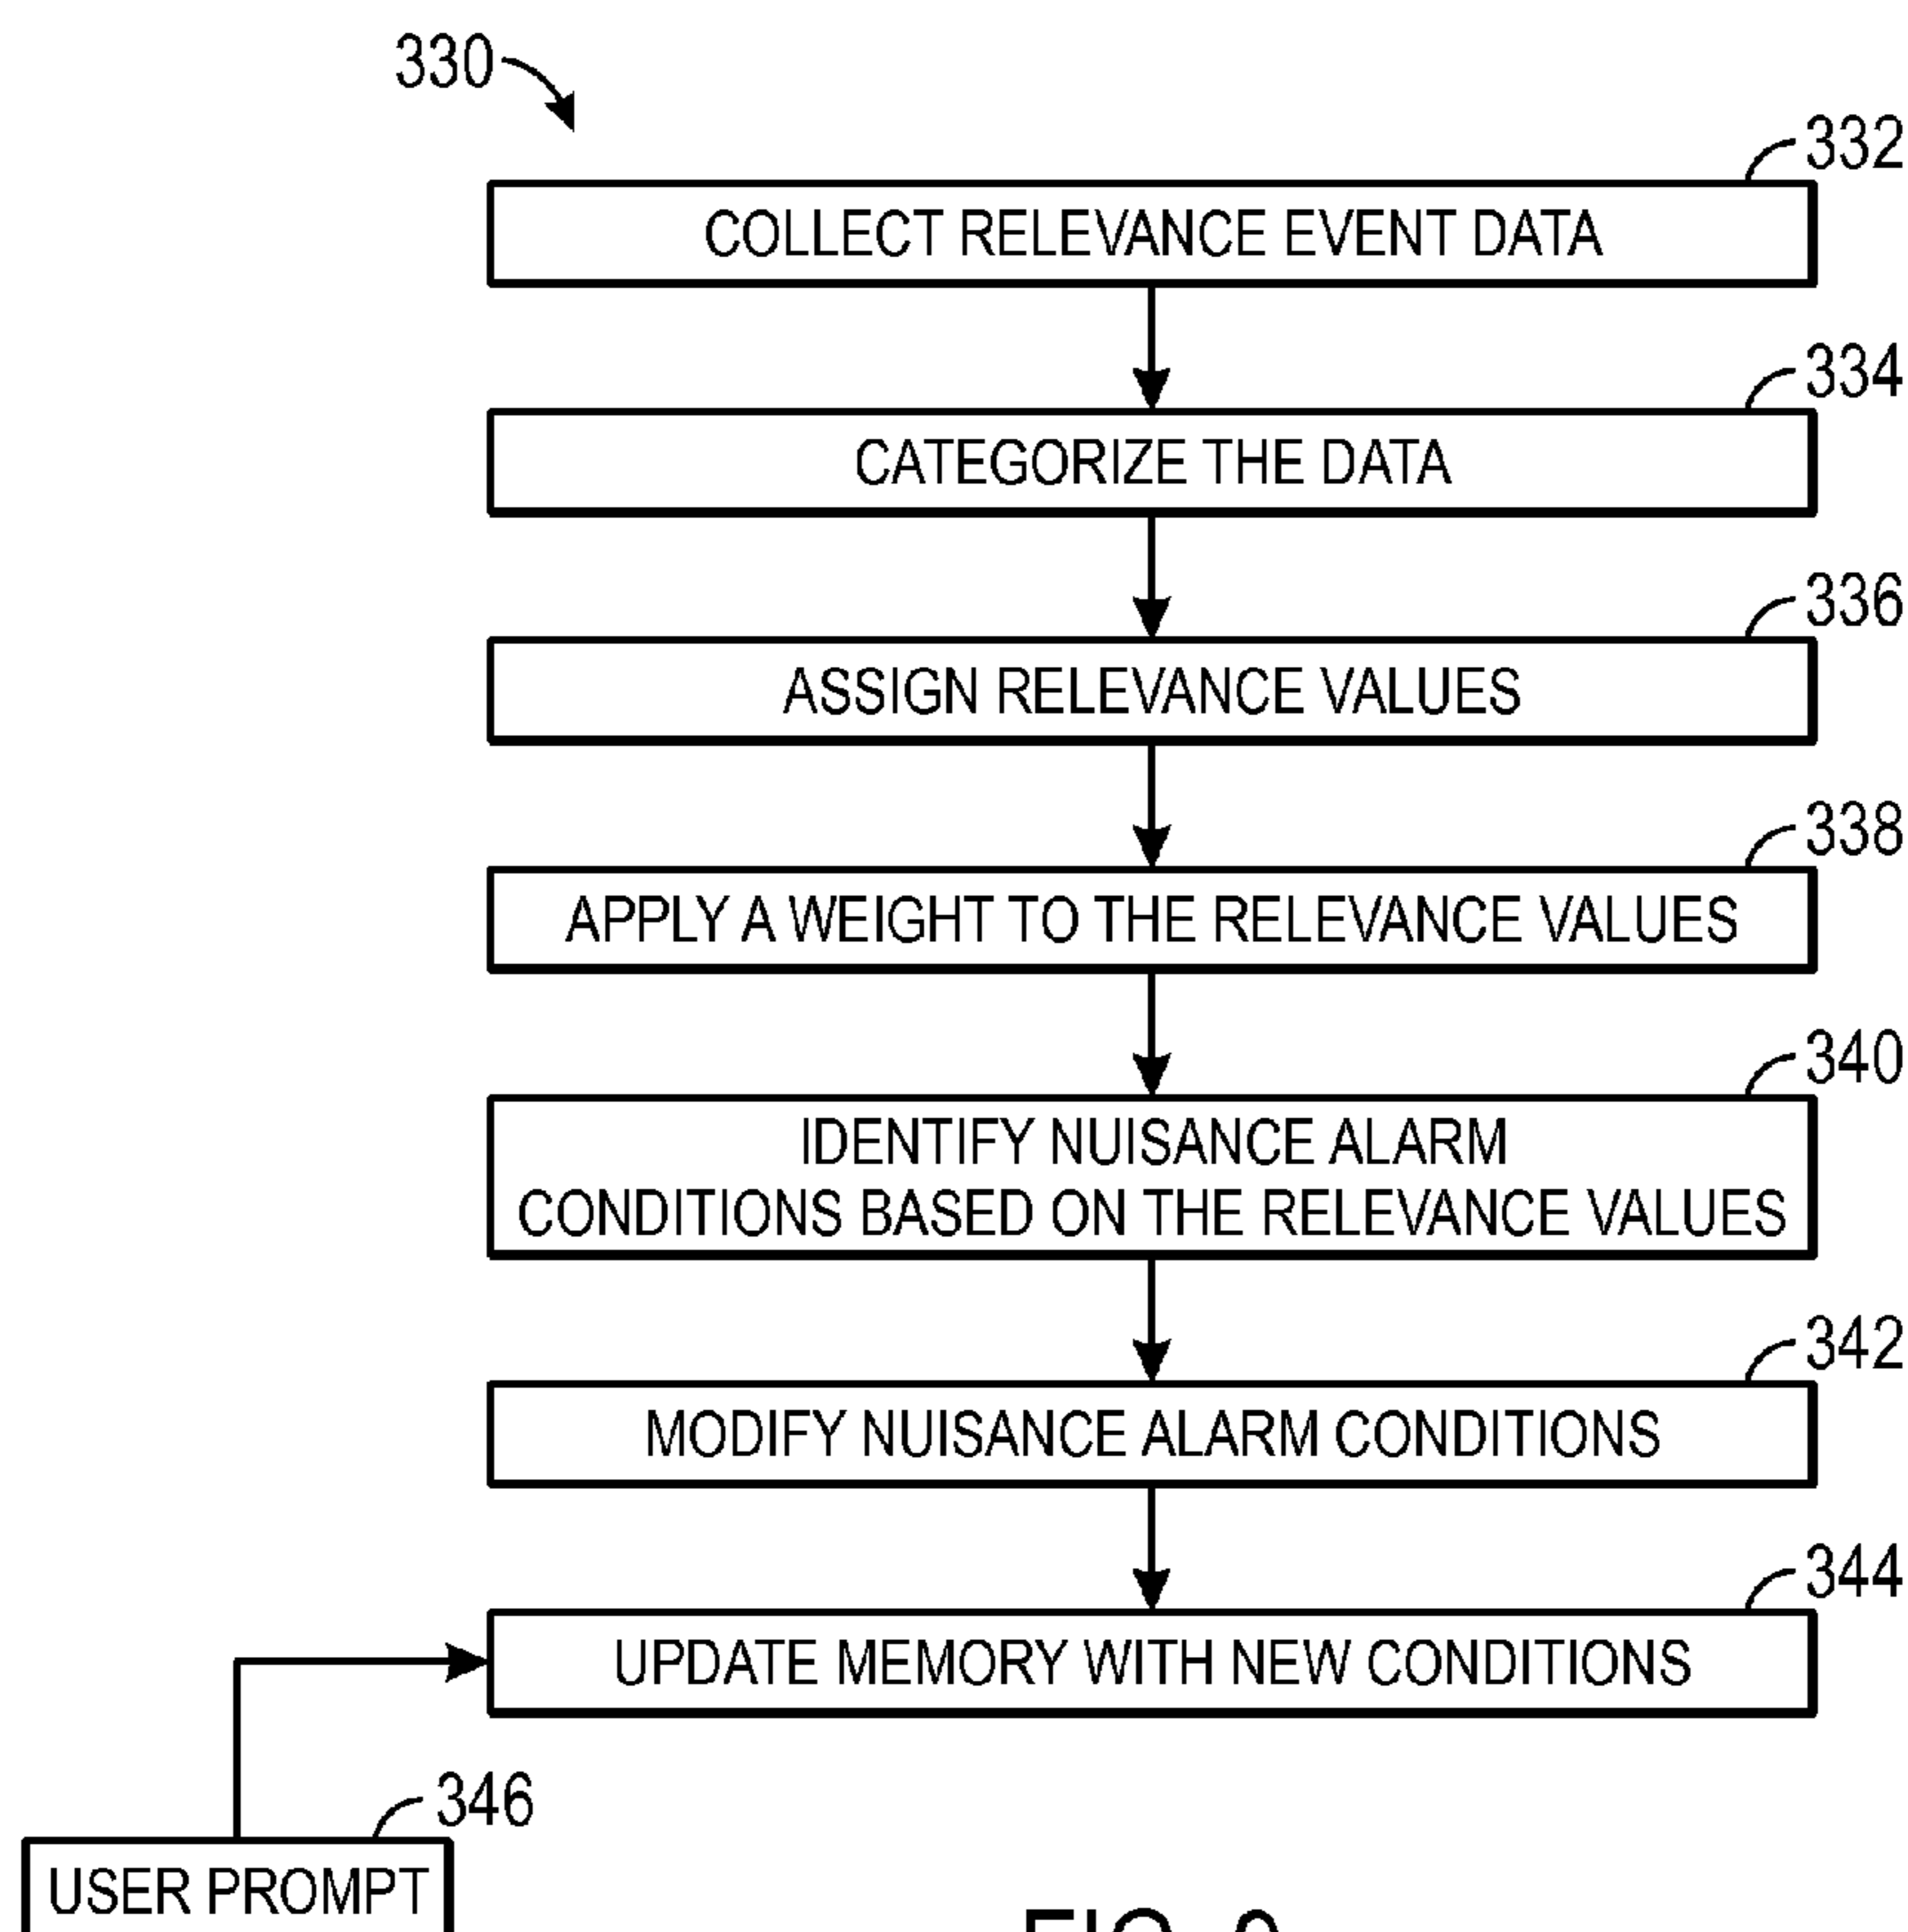 330
332
COLLECT RELEVANCE EVENT DATA
334
CATEGORIZE THE DATA
336
ASSIGN RELEVANCE VALUES
338
APPLY A WEIGHT TO THE RELEVANCE VALUES
340
IDENTIFY NUISANCE ALARM
CONDITIONS BASED ON THE RELEVANCE VALUES
342
MODIFY NUISANCE ALARM CONDITIONS
344
UPDATE MEMORY WITH NEW CONDITIONS
346
USER PROMPT
FIG.